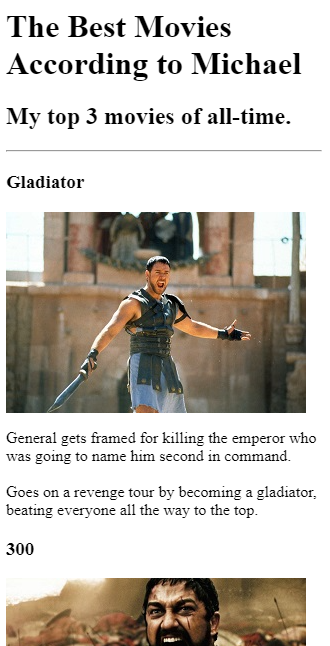 The Best Movies
According to Michael
My top 3 movies of all-time.
Gladiator
General gets framed for killing the emperor who
was going to name him second in command.
Goes on a revenge tour by becoming a gladiator,
beating everyone all the way to the top.
300